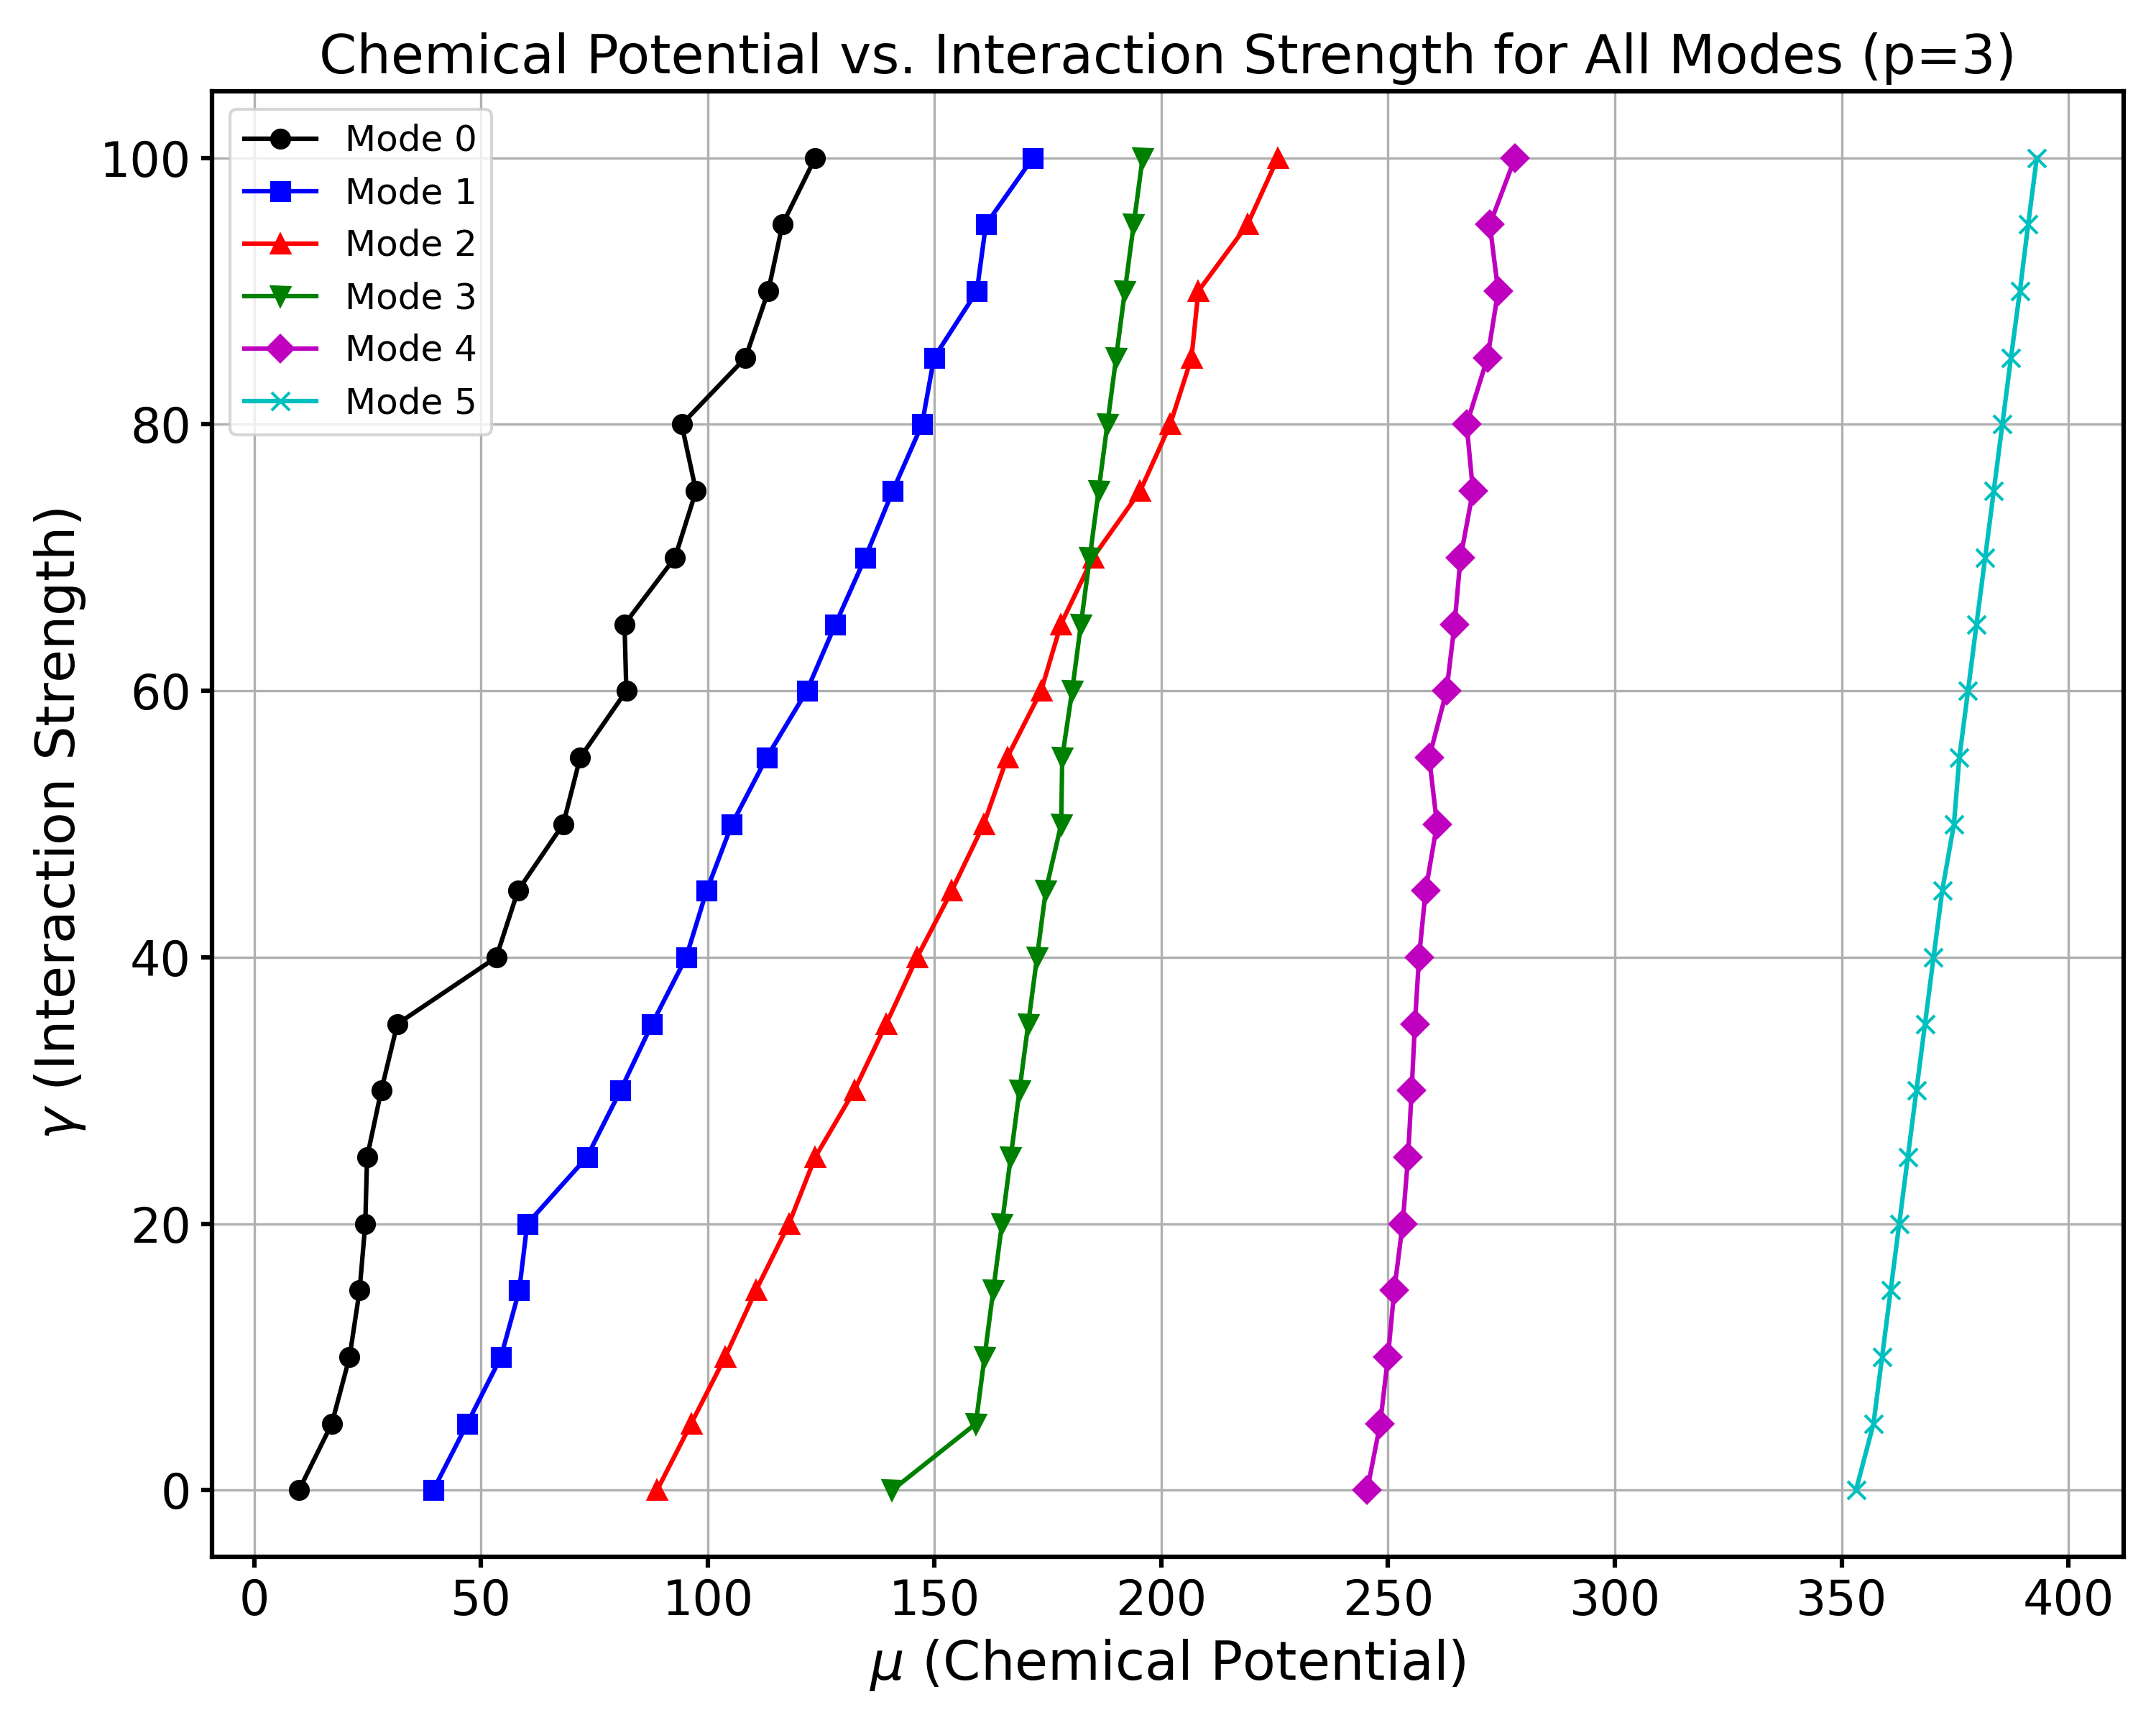 Chemical Potential vs. Interaction Strength for All Modes (p=3)
Mode 0
Mode 1
Mode 2
Mode 3
Mode 4
Mode 5
γ (Interaction Strength)
100
80
60
40
20
0
0 50 100 150 200 250 300 350 400
μ (Chemical Potential)